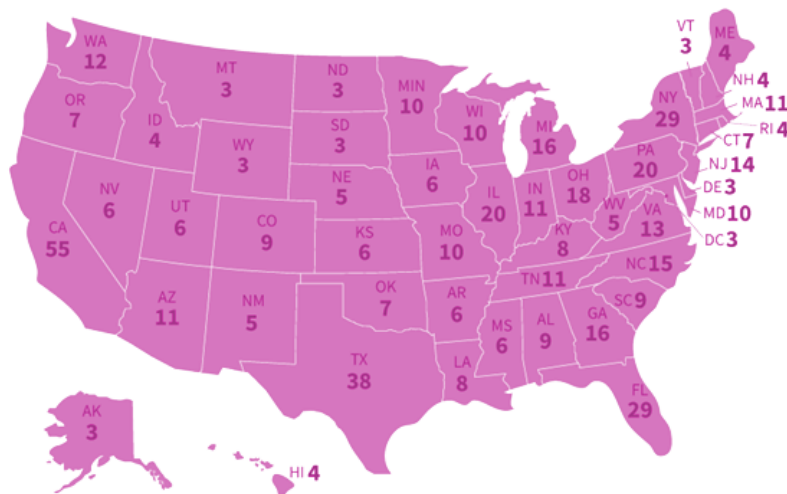 WA
12
OR
7
ID
4
MT
3
ND
3
SD
3
WY
3
NE
5
NV
6
UT
6
CO
9
CA
55
AZ
11
NM
5
KS
6
OK
7
TX
38
MIN
10
IA
6
MO
10
AR
6
LA
8
WI
10
IL
20
MI
16
IN
11
OH
18
KY
8
TN 11
MS
6
AL
9
GA
16
FL
29
SC 9
NC 15
VA
13
WV
5
PA
20
NY
29
VT
3
ME
4
NH 4
MA 11
RI 4
CT 7
NJ 14
DE 3
MD 10
DC 3
AK
3
HI 4